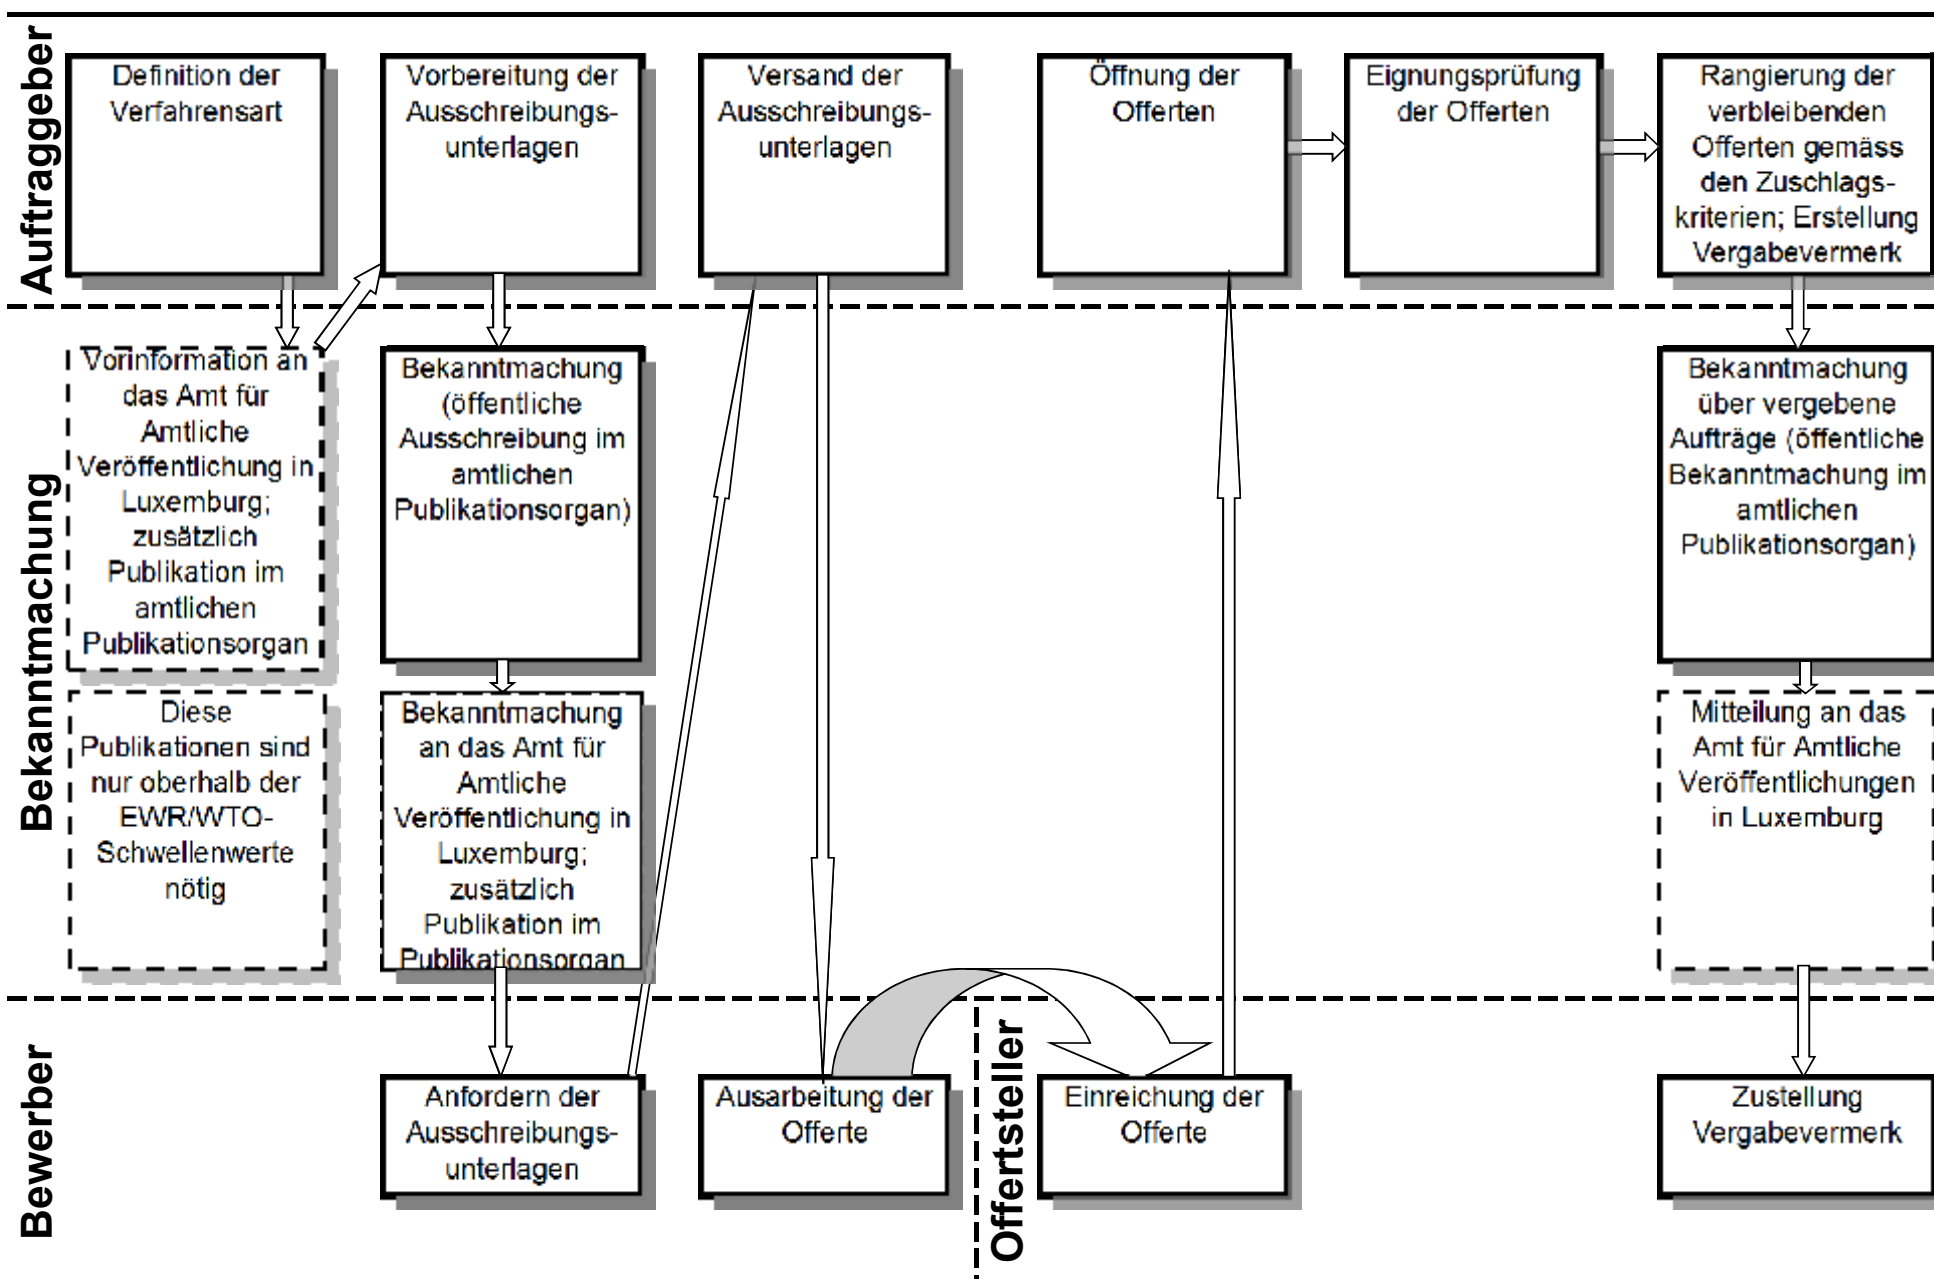 Auftraggeber
Definition der
Verfahrensart
Vorbereitung der
Ausschreibungs-
unterlagen
Versand der
Ausschreibungs-
unterlagen
Öffnung der
Offerten
Eignungsprüfung
der Offerten
Rangierung der
verbleibenden
Offerten gemäss
den Zuschlags-
kriterien; Erstellung
Vergabevermerk
Bekanntmachung
Vorinformation an
das Amt für
Amtliche
Veröffentlichung in
Luxemburg;
zusätzlich
Publikation im
amtlichen
Publikationsorgan
Diese
Publikationen sind
nur oberhalb der
EWR/WTO-
Schwellenwerte
nötig
Bekanntmachung
(öffentliche
Ausschreibung im
amtlichen
Publikationsorgan)
Bekanntmachung
an das Amt für
Amtliche
Veröffentlichung in
Luxemburg;
zusätzlich
Publikation im
Publikationsorgan
Bekanntmachung
über vergebene
Aufträge (öffentliche
Bekanntmachung im
amtlichen
Publikationsorgan)
Mitteilung an das
Amt für Amtliche
Veröffentlichungen
in Luxemburg
Bewerber
Anfordern der
Ausschreibungs-
unterlagen
Ausarbeitung der
Offerte
Offertsteller
Einreichung der
Offerte
Zustellung
Vergabevermerk